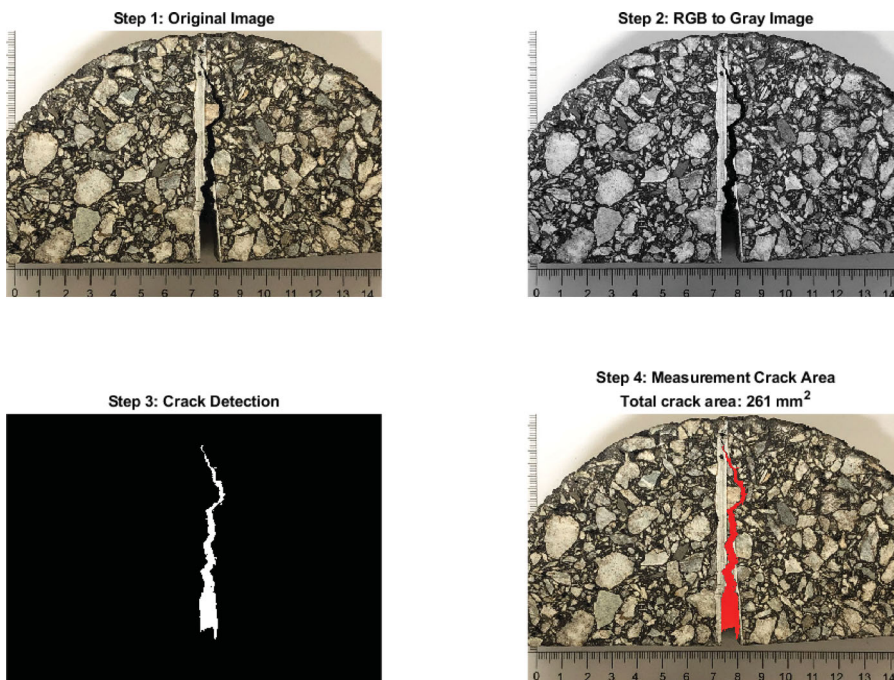 Step 1: Original Image
0 1 2 3 4 5 6 7 8 9 10 11 12 13 14
Step 2: RGB to Gray Image
0 1 2 3 4 5 6 7 8 9 10 11 12 13 14
Step 3: Crack Detection
Step 4: Measurement Crack Area
Total crack area: 261 mm²
0 1 2 3 4 5 6 7 8 9 10 11 12 13 14